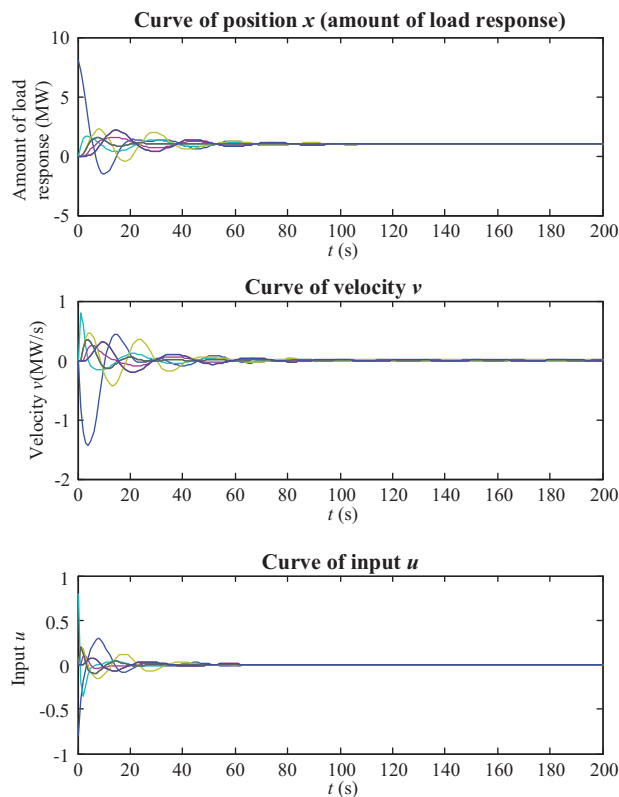 Curve of position x (amount of load response)
10
5
0
-5
Amount of load
response (MW)
0 20 40 60 80 100 120 140 160 180 200
t (s)
Curve of velocity v
1
0
-1
-2
Velocity v(MW/s)
0 20 40 60 80 100 120 140 160 180 200
t (s)
Curve of input u
1
0.5
0
-0.5
-1
Input u
0 20 40 60 80 100 120 140 160 180 200
t (s)